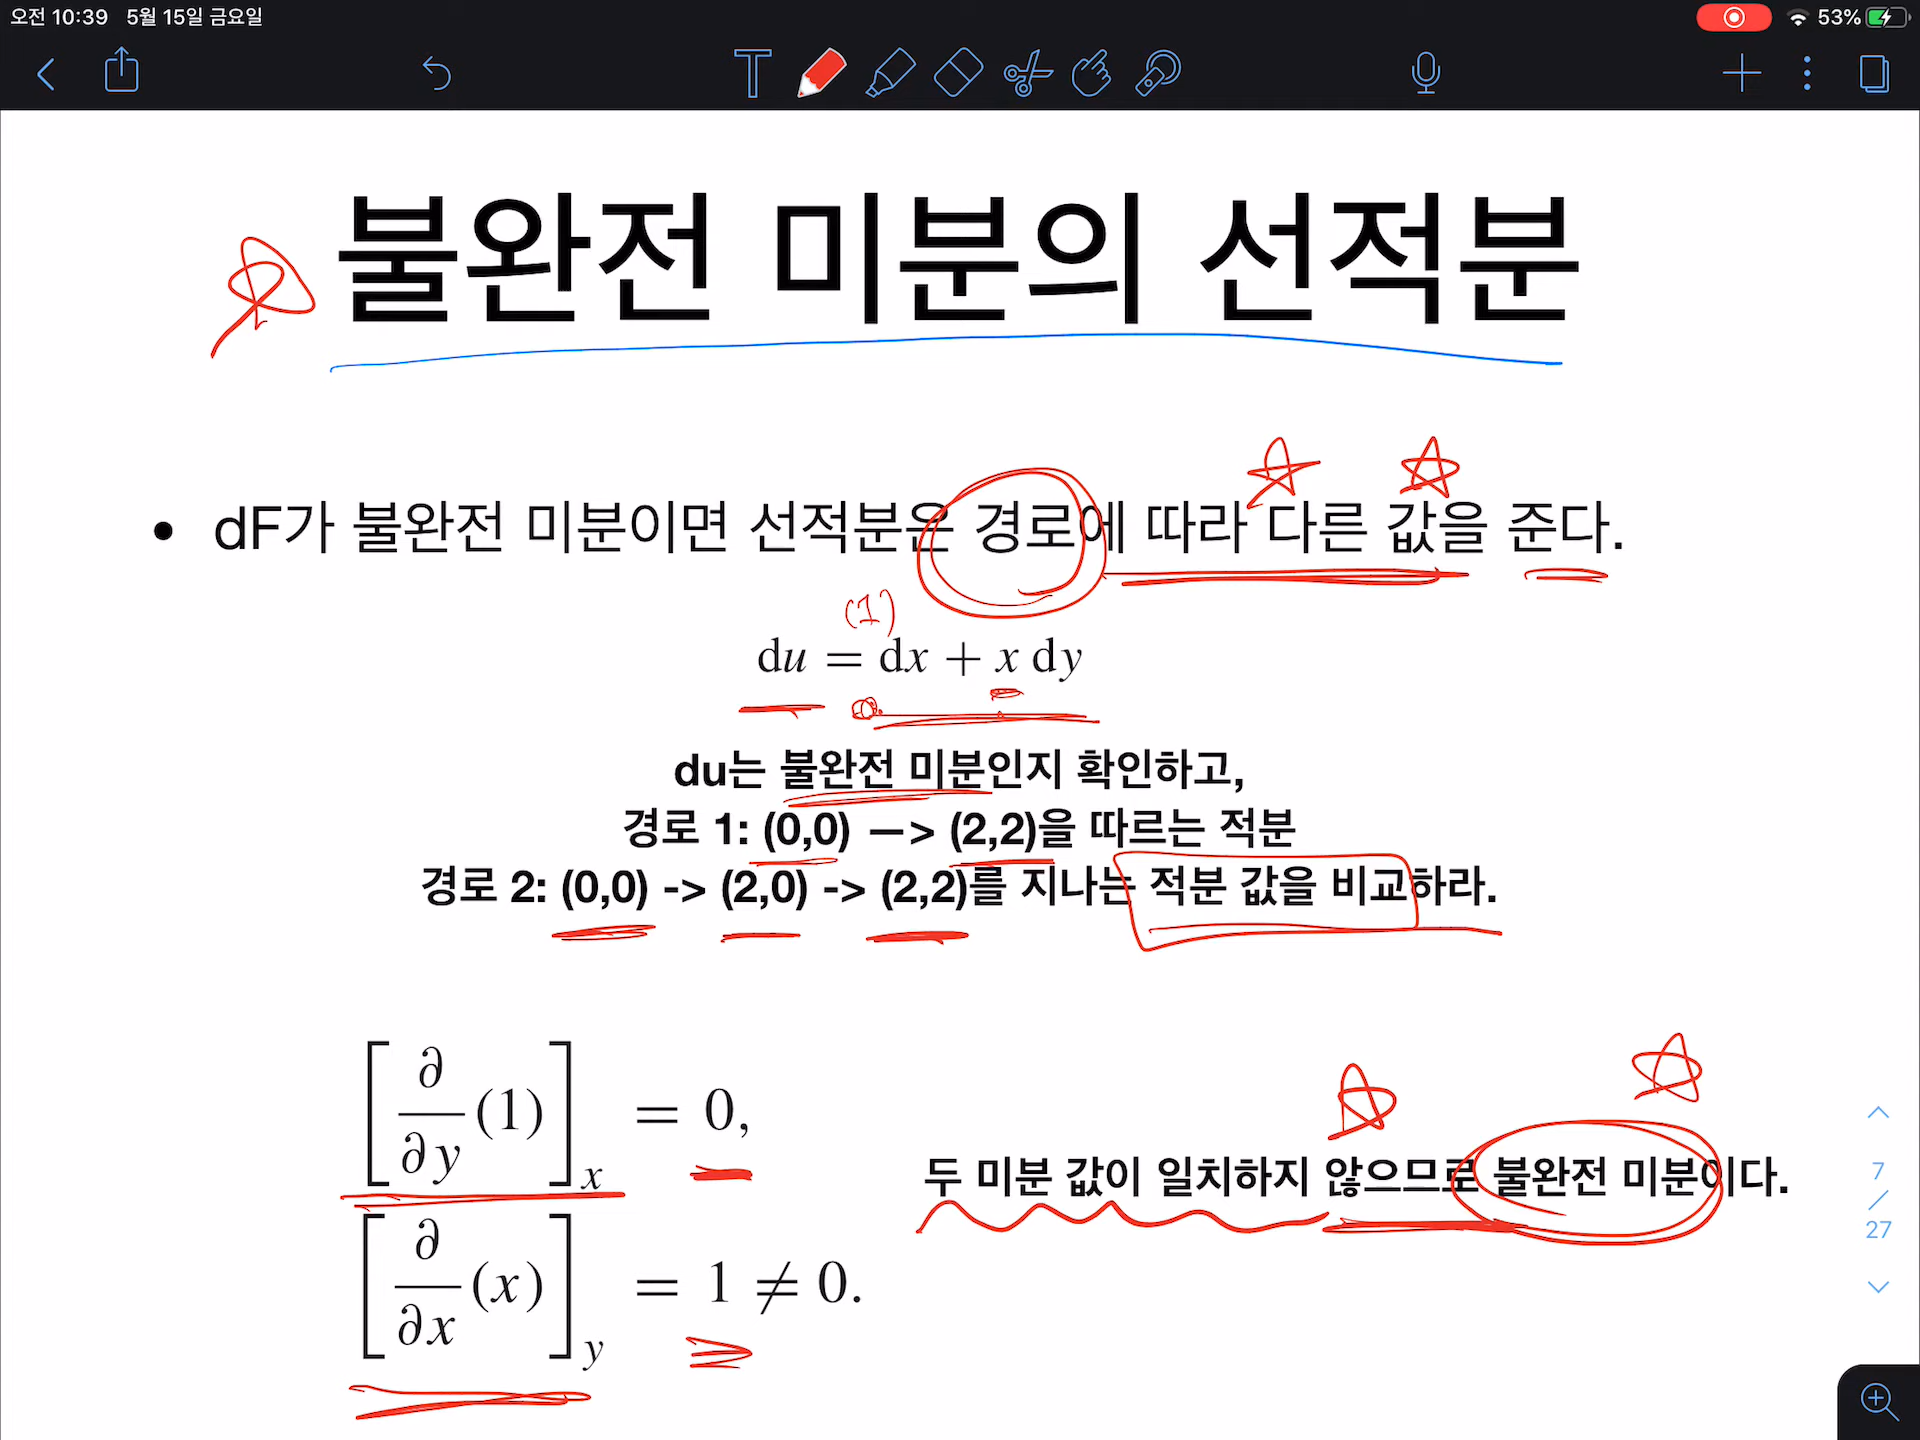 오전 10:39 5월 15일 금요일
53%
불완전 미분의 선적분
• dF가 불완전 미분이면 선적분은 경로에 따라 다른 값을 준다.
(1)
du = dx + x dy
du는 불완전 미분인지 확인하고,
경로 1: (0,0) —> (2,2)을 따르는 적분
경로 2: (0,0) -> (2,0) -> (2,2)를 지나는 적분 값을 비교하라.
[∂/∂y (1)]_x = 0,
두 미분 값이 일치하지 않으므로 불완전 미분이다.
[∂/∂x (x)]_y = 1 ≠ 0.
7
/
27